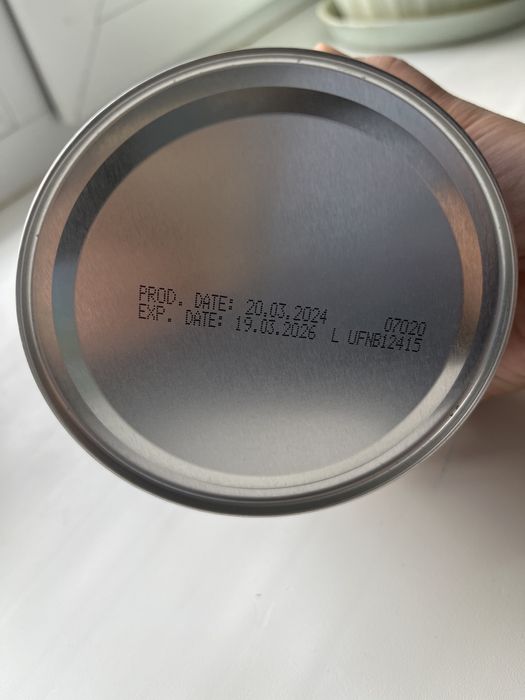 PROD. DATE: 20.03.2024 07020
EXP. DATE: 19.03.2026 L UFNB12415